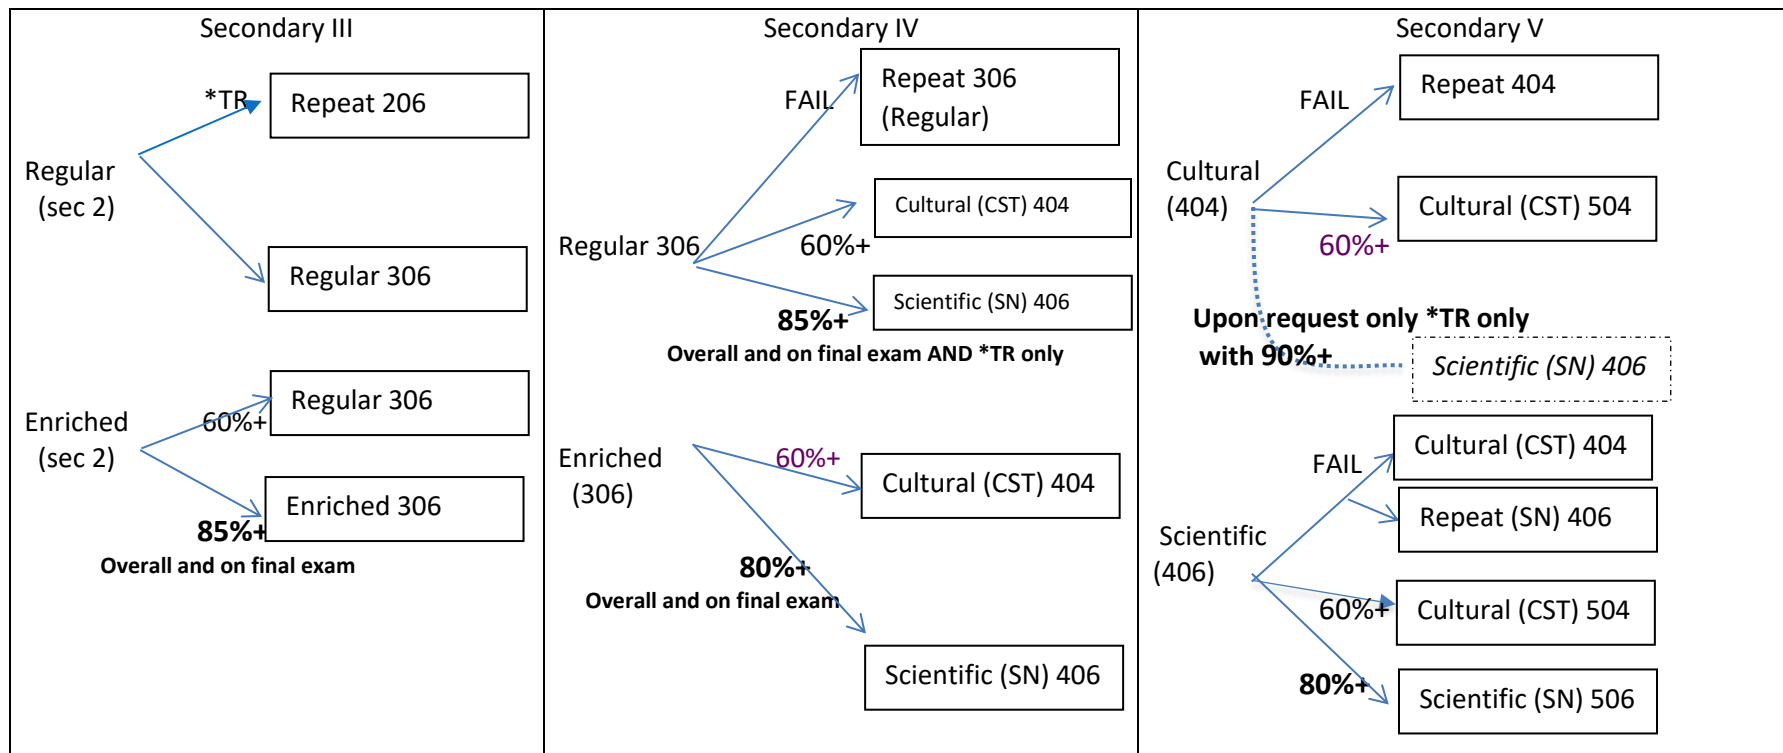 Secondary III
*TR
Repeat 206
Regular
(sec 2)
Regular 306
Regular 306
Enriched
(sec 2)
60%+
Enriched 306
85%+
Overall and on final exam
Secondary IV
FAIL
Repeat 306
(Regular)
Cultural (CST) 404
Regular 306
60%+
Scientific (SN) 406
85%+
Overall and on final exam AND *TR only
Enriched
(306)
60%+
Cultural (CST) 404
80%+
Overall and on final exam
Scientific (SN) 406
Secondary V
FAIL
Repeat 404
Cultural
(404)
Cultural (CST) 504
60%+
Upon request only *TR only
with 90%+
Scientific (SN) 406
Cultural (CST) 404
FAIL
Repeat (SN) 406
Scientific
(406)
Cultural (CST) 504
60%+
80%+
Scientific (SN) 506